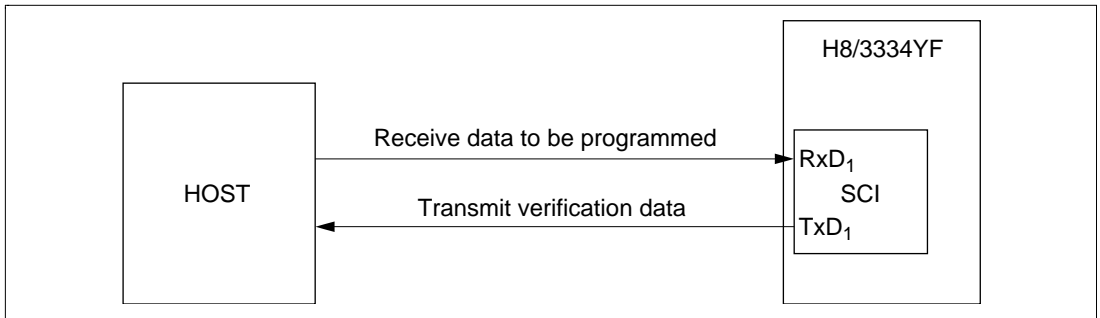 H8/3334YF
Receive data to be programmed
RxD₁
HOST
SCI
Transmit verification data
TxD₁